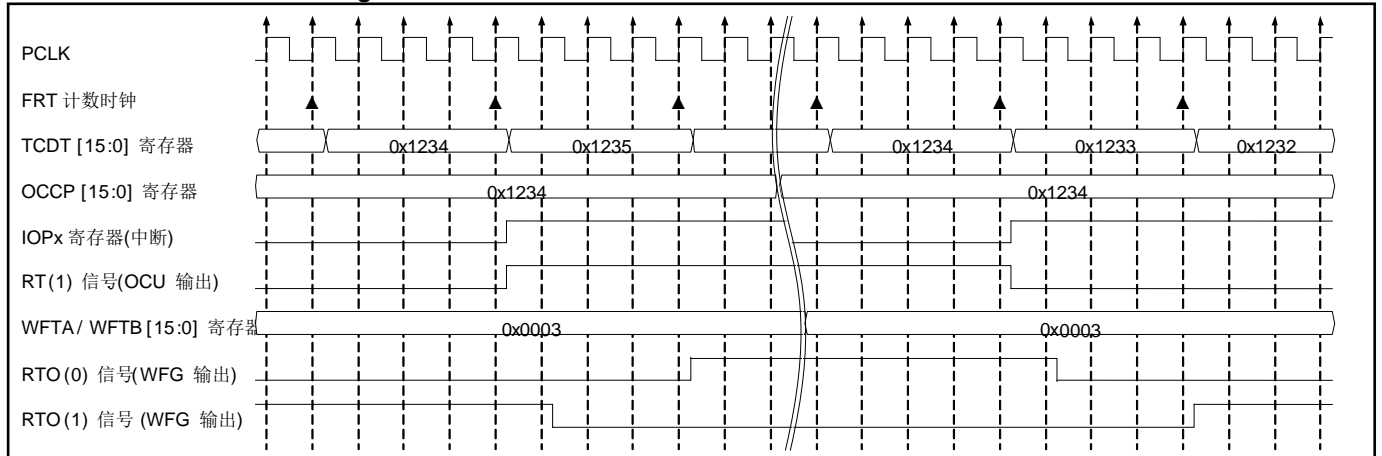 PCLK
FRT 计数时钟
TCDT [15:0] 寄存器 0x1234 0x1235 0x1234 0x1233 0x1232
OCCP [15:0] 寄存器 0x1234 0x1234
IOPx 寄存器(中断)
RT(1) 信号(OCU 输出)
WFTA / WFTB [15:0] 寄存器 0x0003 0x0003
RTO(0) 信号(WFG 输出)
RTO(1) 信号 (WFG 输出)